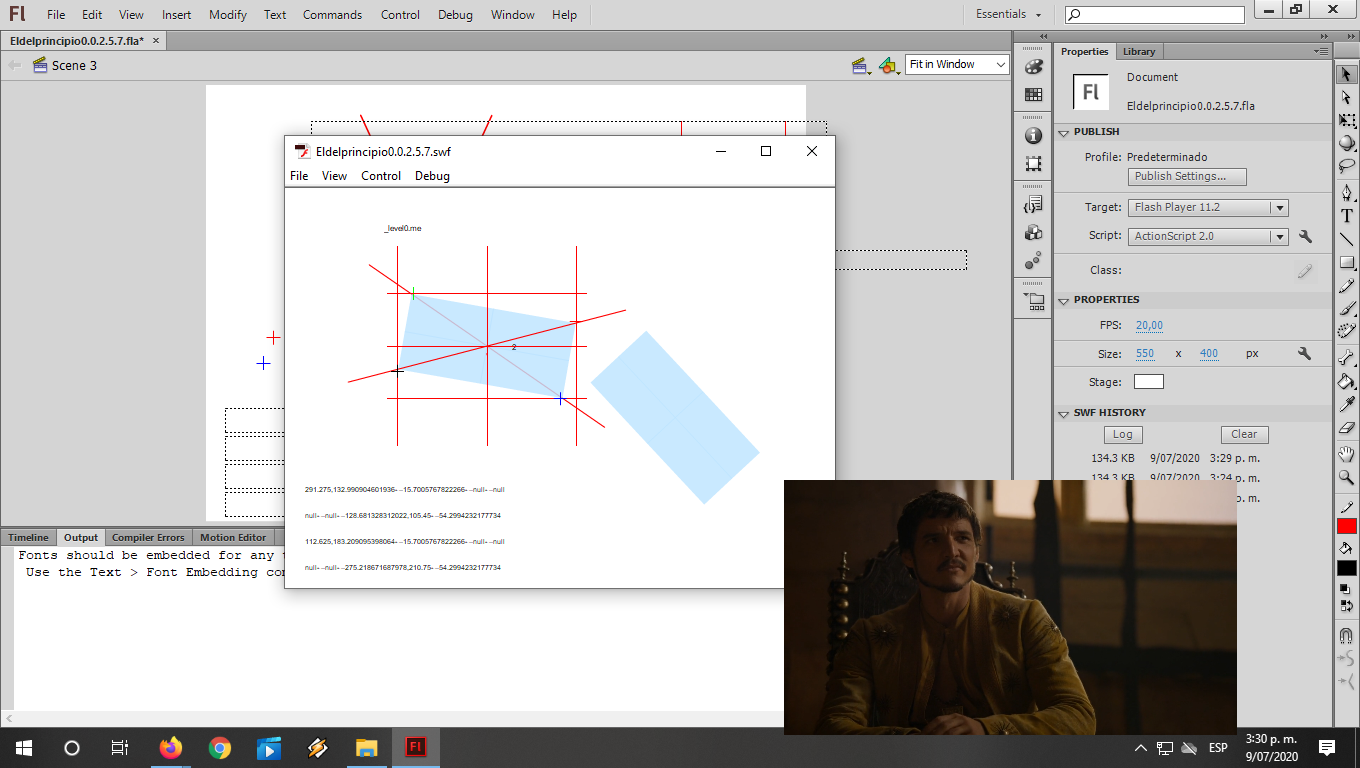 Fl File Edit View Insert Modify Text Commands Control Debug Window Help Essentials
Eldelprincipio0.0.2.5.7.fla* ×
Scene 3 Fit in Window
Properties Library
Fl Document
Eldelprincipio0.0.2.5.7.fla
PUBLISH
Profile: Predeterminado
Publish Settings...
Target: Flash Player 11.2
Script: ActionScript 2.0
Class:
PROPERTIES
FPS: 20,00
Size: 550 x 400 px
Stage:
SWF HISTORY
Log Clear
134.3 KB 9/07/2020 3:29 p. m.
134.3 KB 9/07/2020 3:24 p. m.
p. m.
Eldelprincipio0.0.2.5.7.swf
File View Control Debug
_level0.me
2
291.275,132.990904601936- –15.7005767822266- –null- –null
null- –null- –128.681328312022,105.45- –54.2994232177734
112.625,183.209095398064- –15.7005767822266- –null- –null
null- –null- –275.218671687978,210.75- –54.2994232177734
Timeline Output Compiler Errors Motion Editor
Fonts should be embedded for any
Use the Text > Font Embedding
Fl ESP 3:30 p. m.
9/07/2020